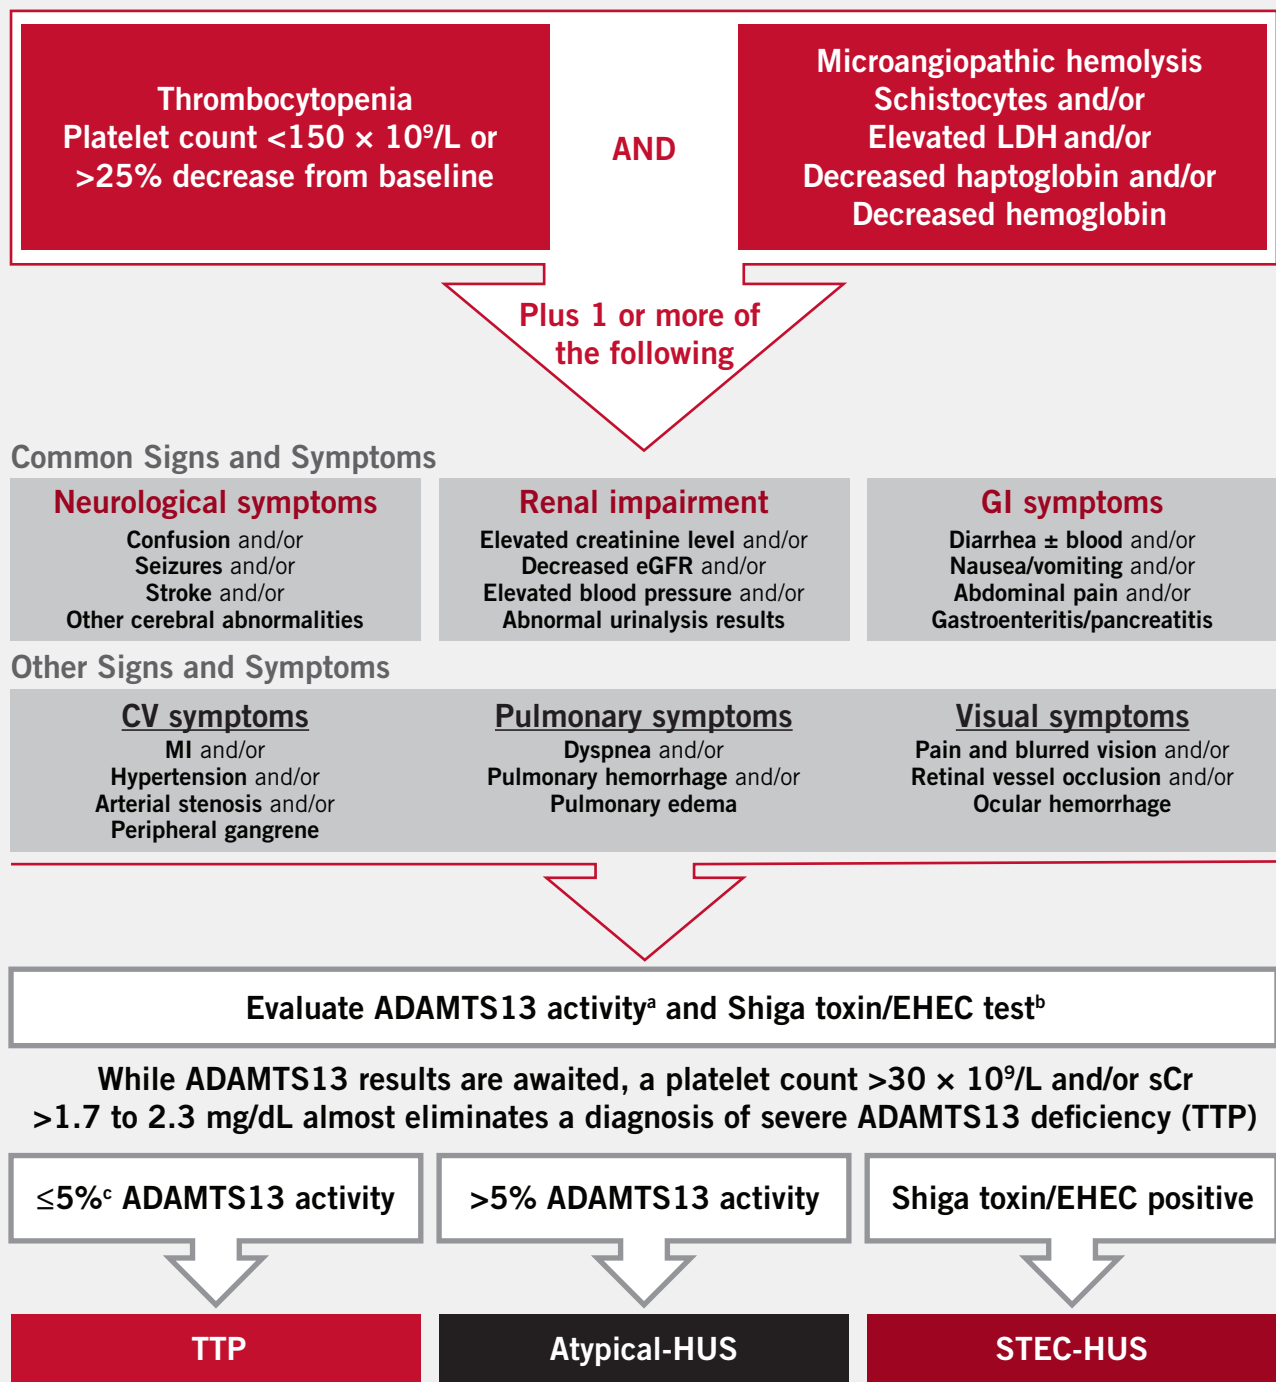 Thrombocytopenia
Platelet count <150 × 10⁹/L or
>25% decrease from baseline
AND
Microangiopathic hemolysis
Schistocytes and/or
Elevated LDH and/or
Decreased haptoglobin and/or
Decreased hemoglobin
Plus 1 or more of
the following
Common Signs and Symptoms
Neurological symptoms
Confusion and/or
Seizures and/or
Stroke and/or
Other cerebral abnormalities
Renal impairment
Elevated creatinine level and/or
Decreased eGFR and/or
Elevated blood pressure and/or
Abnormal urinalysis results
GI symptoms
Diarrhea ± blood and/or
Nausea/vomiting and/or
Abdominal pain and/or
Gastroenteritis/pancreatitis
Other Signs and Symptoms
CV symptoms
MI and/or
Hypertension and/or
Arterial stenosis and/or
Peripheral gangrene
Pulmonary symptoms
Dyspnea and/or
Pulmonary hemorrhage and/or
Pulmonary edema
Visual symptoms
Pain and blurred vision and/or
Retinal vessel occlusion and/or
Ocular hemorrhage
Evaluate ADAMTS13 activityᵃ and Shiga toxin/EHEC testᵇ
While ADAMTS13 results are awaited, a platelet count >30 × 10⁹/L and/or sCr
>1.7 to 2.3 mg/dL almost eliminates a diagnosis of severe ADAMTS13 deficiency (TTP)
≤5%ᶜ ADAMTS13 activity
>5% ADAMTS13 activity
Shiga toxin/EHEC positive
TTP
Atypical-HUS
STEC-HUS